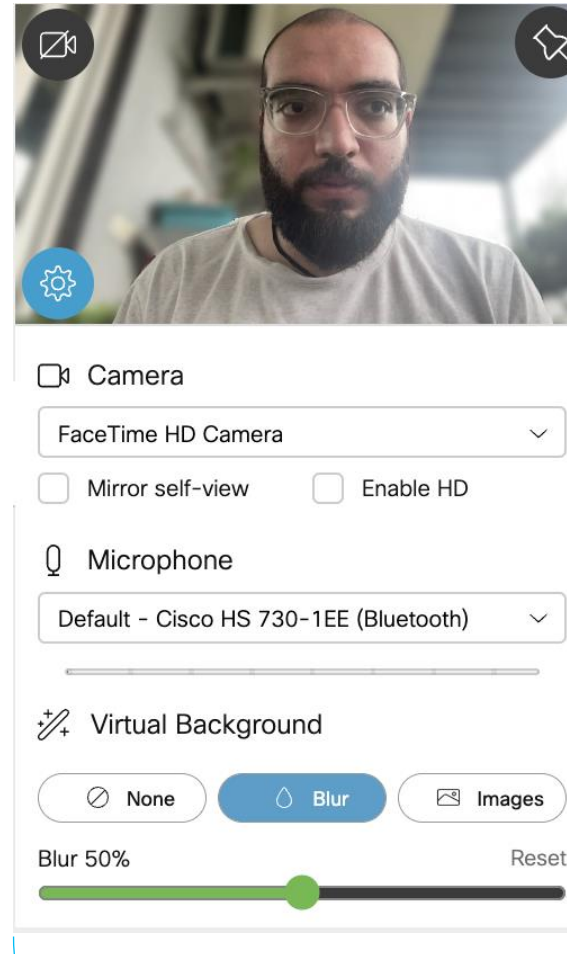 Camera
FaceTime HD Camera
Mirror self-view Enable HD
Microphone
Default - Cisco HS 730-1EE (Bluetooth)
Virtual Background
None Blur Images
Blur 50% Reset